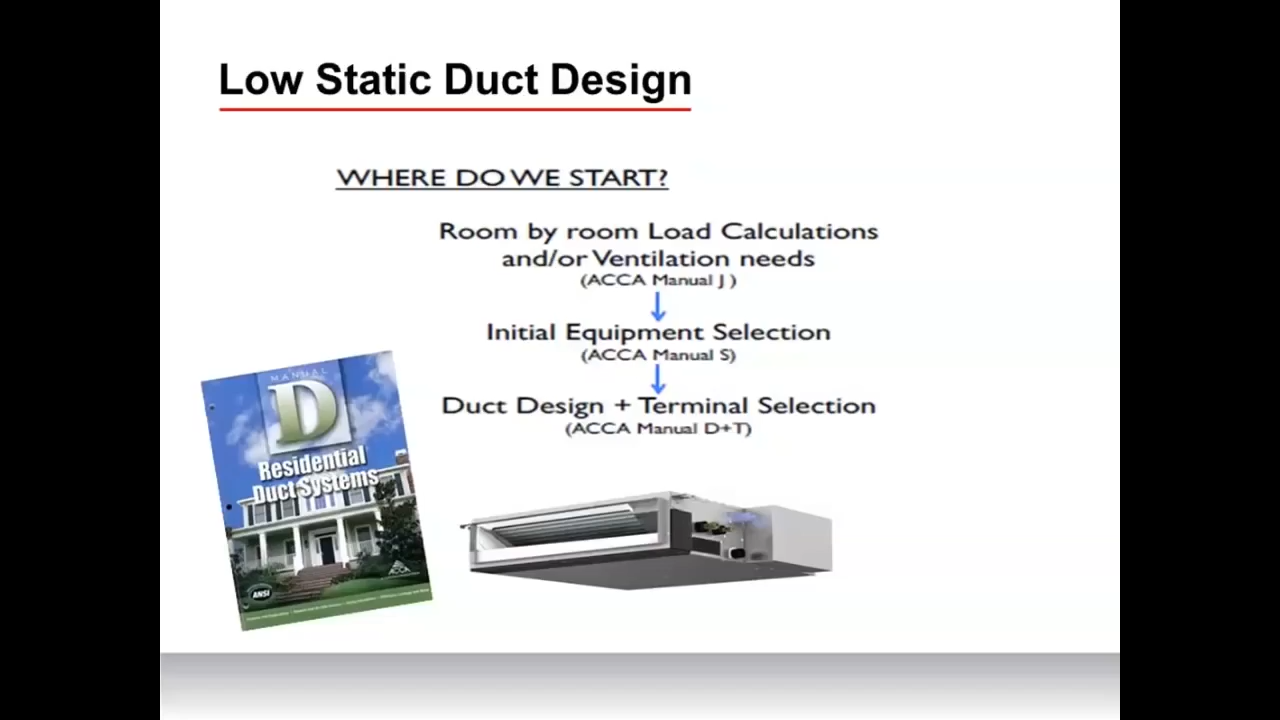 Low Static Duct Design
WHERE DO WE START?
Room by room Load Calculations
and/or Ventilation needs
(ACCA Manual J )
Initial Equipment Selection
(ACCA Manual S)
Duct Design + Terminal Selection
(ACCA Manual D+T)
MANUAL
D
Residential
Duct Systems
ANSI